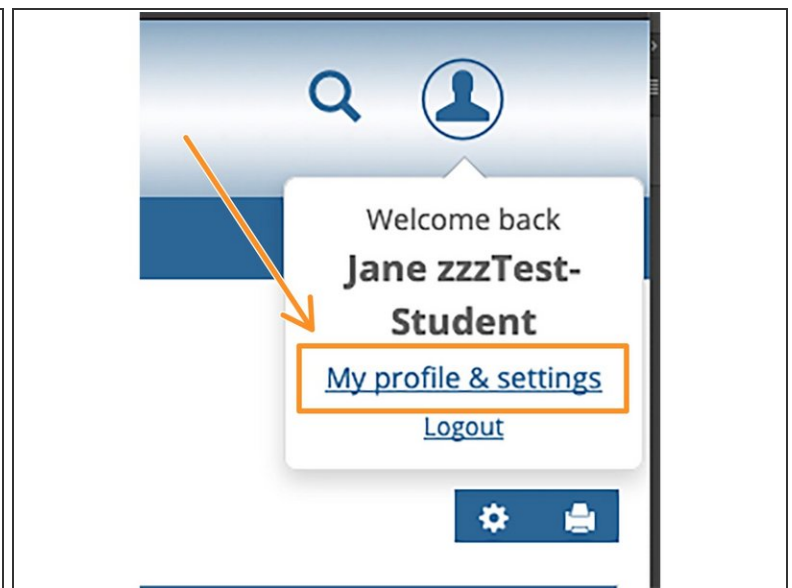 Welcome back
Jane zzzTest-
Student
My profile & settings
Logout